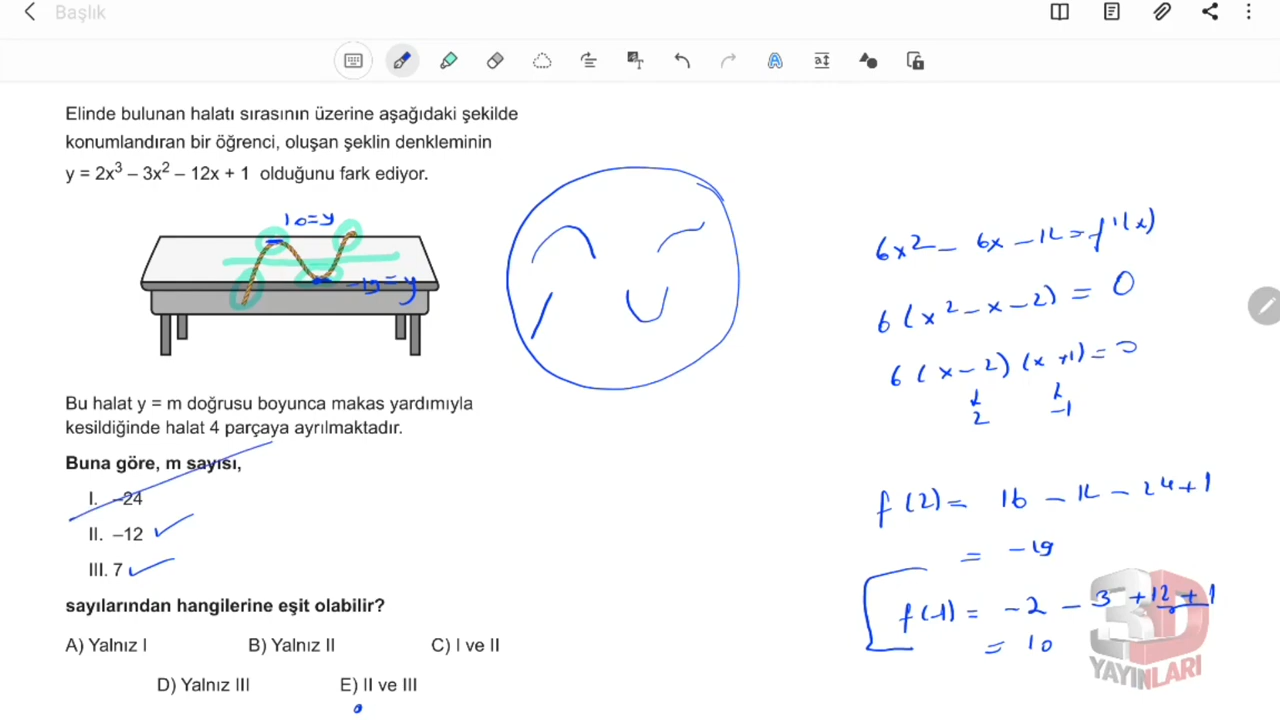 Başlık
Elinde bulunan halatı sırasının üzerine aşağıdaki şekilde
konumlandıran bir öğrenci, oluşan şeklin denkleminin
y = 2x³ – 3x² – 12x + 1 olduğunu fark ediyor.
10=y
-19=y
Bu halat y = m doğrusu boyunca makas yardımıyla
kesildiğinde halat 4 parçaya ayrılmaktadır.
Buna göre, m sayısı,
I. –24
II. –12
III. 7
sayılarından hangilerine eşit olabilir?
A) Yalnız I B) Yalnız II C) I ve II
D) Yalnız III E) II ve III
6x² - 6x - 12 = f'(x)
6(x² - x - 2) = 0
6(x - 2)(x + 1) = 0
2 -1
f(2) = 16 - 12 - 24 + 1
= -19
f(-1) = -2 - 3 + 12 + 1
= 10
3D
YAYINLARI